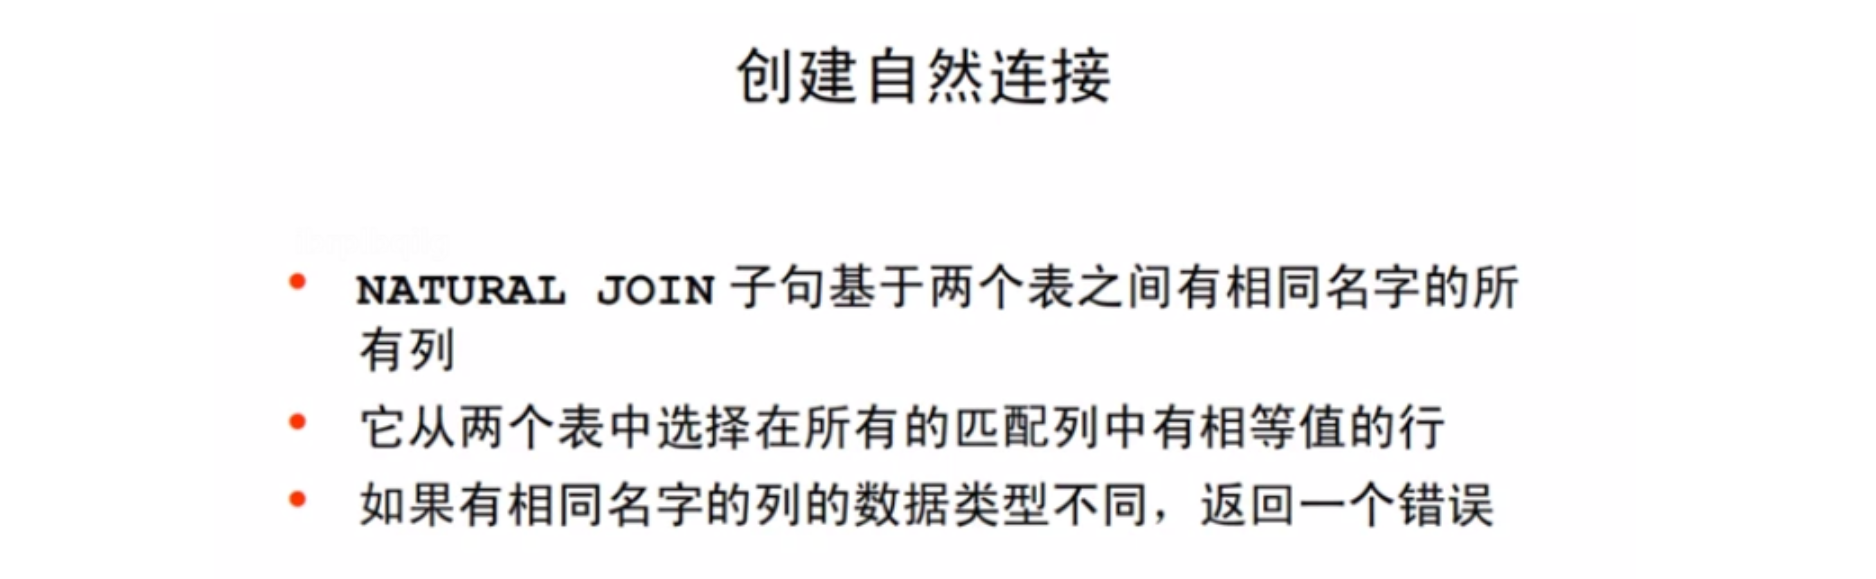 创建自然连接
NATURAL JOIN 子句基于两个表之间有相同名字的所
有列
它从两个表中选择在所有的匹配列中有相等值的行
如果有相同名字的列的数据类型不同，返回一个错误